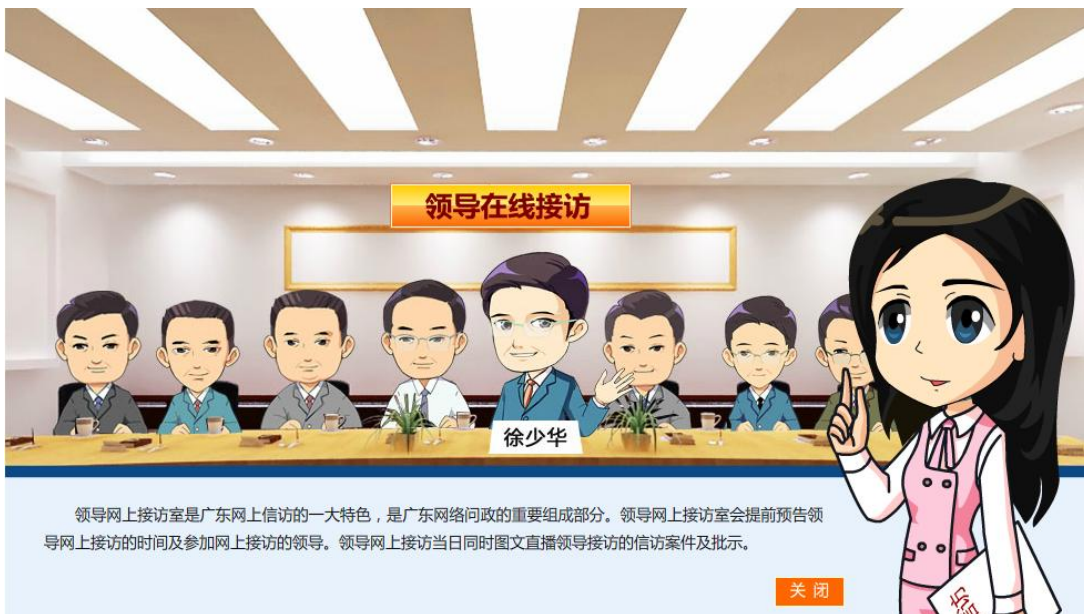 领导在线接访
徐少华
领导网上接访室是广东网上信访的一大特色，是广东网络问政的重要组成部分。领导网上接访室会提前预告领
导网上接访的时间及参加网上接访的领导。领导网上接访当日同时图文直播领导接访的信访案件及批示。
关 闭
访